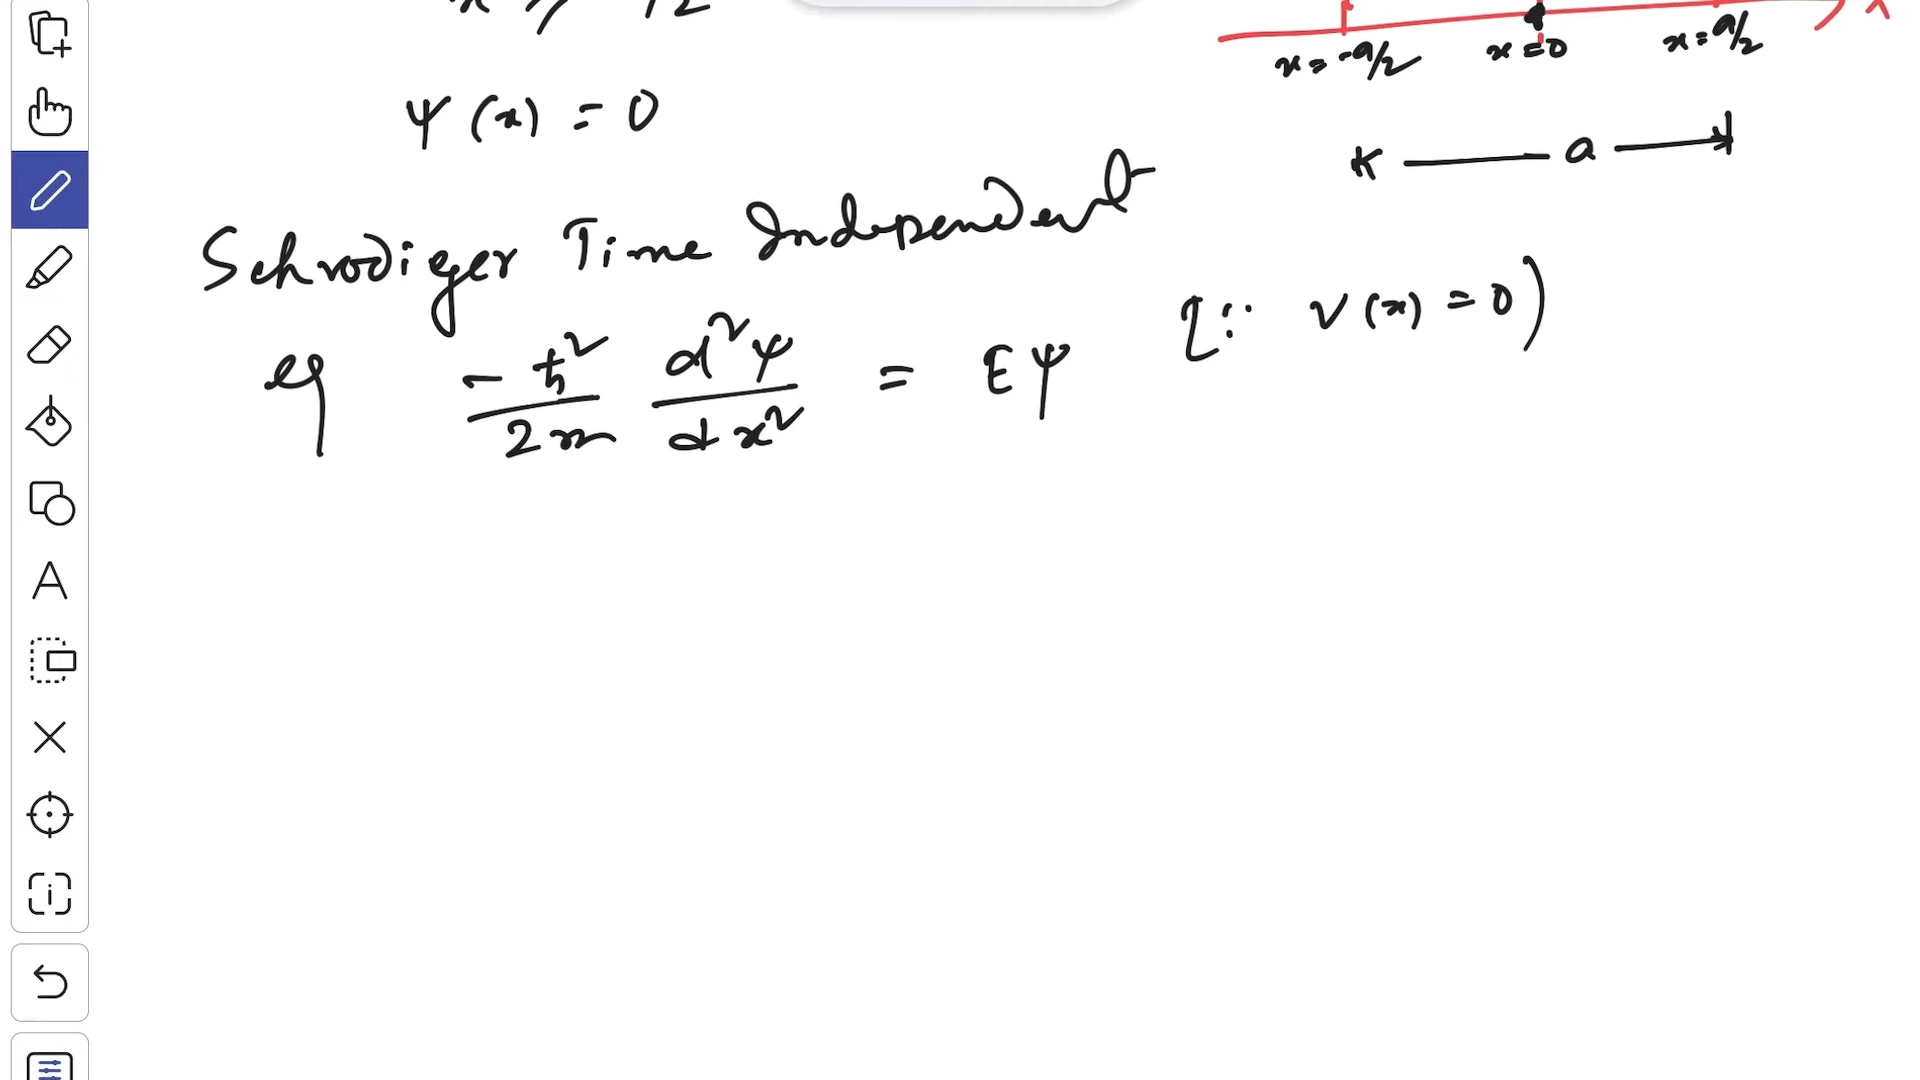 x = -a/2 x=0 x=a/2
ψ (x) = 0
K — a →
Schrodiger Time Independent
eq -ħ²/2m d²ψ/dx² = Eψ [∵ V(x) = 0)